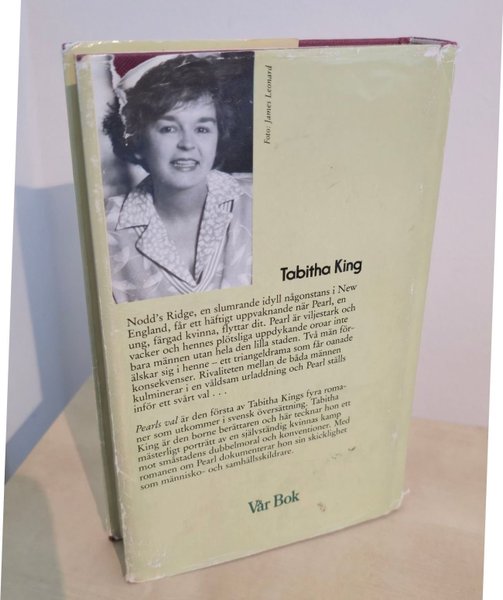 Foto: James Leonard
Tabitha King
Nodd's Ridge, en slumrande idyll någonstans i New
England, får ett häftigt uppvaknande när Pearl, en
ung, färgad kvinna, flyttar dit. Pearl är viljestark och
vacker och hennes plötsliga uppdykande oroar inte
bara männen utan hela den lilla staden. Två män för-
älskar sig i henne – ett triangeldrama som får oanade
konsekvenser. Rivaliteten mellan de båda männen
kulminerar i en våldsam urladdning och Pearl ställs
inför ett svårt val . . .
Pearls val är den första av Tabitha Kings fyra roma-
ner som utkommer i svensk översättning. Tabitha
King är den borne berättaren och här tecknar hon ett
mästerligt porträtt av en självständig kvinnas kamp
mot småstadens dubbelmoral och konventioner. Med
romanen om Pearl dokumenterar hon sin skicklighet
som människo- och samhällsskildrare.
Vår Bok